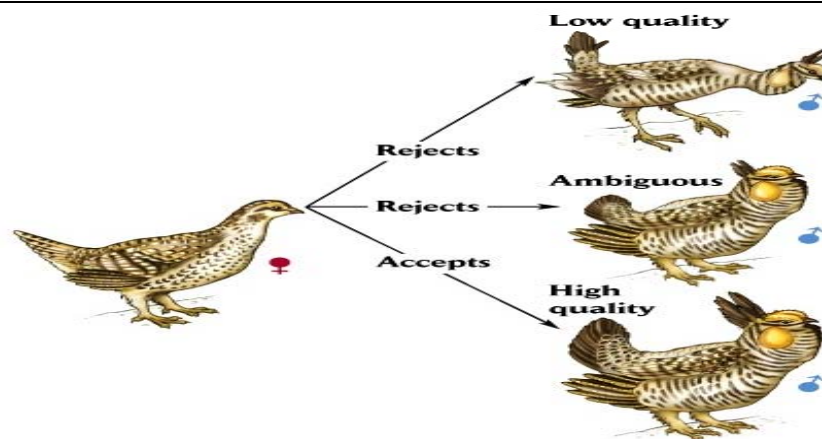 Low quality
Rejects
Rejects
Ambiguous
Accepts
High
quality